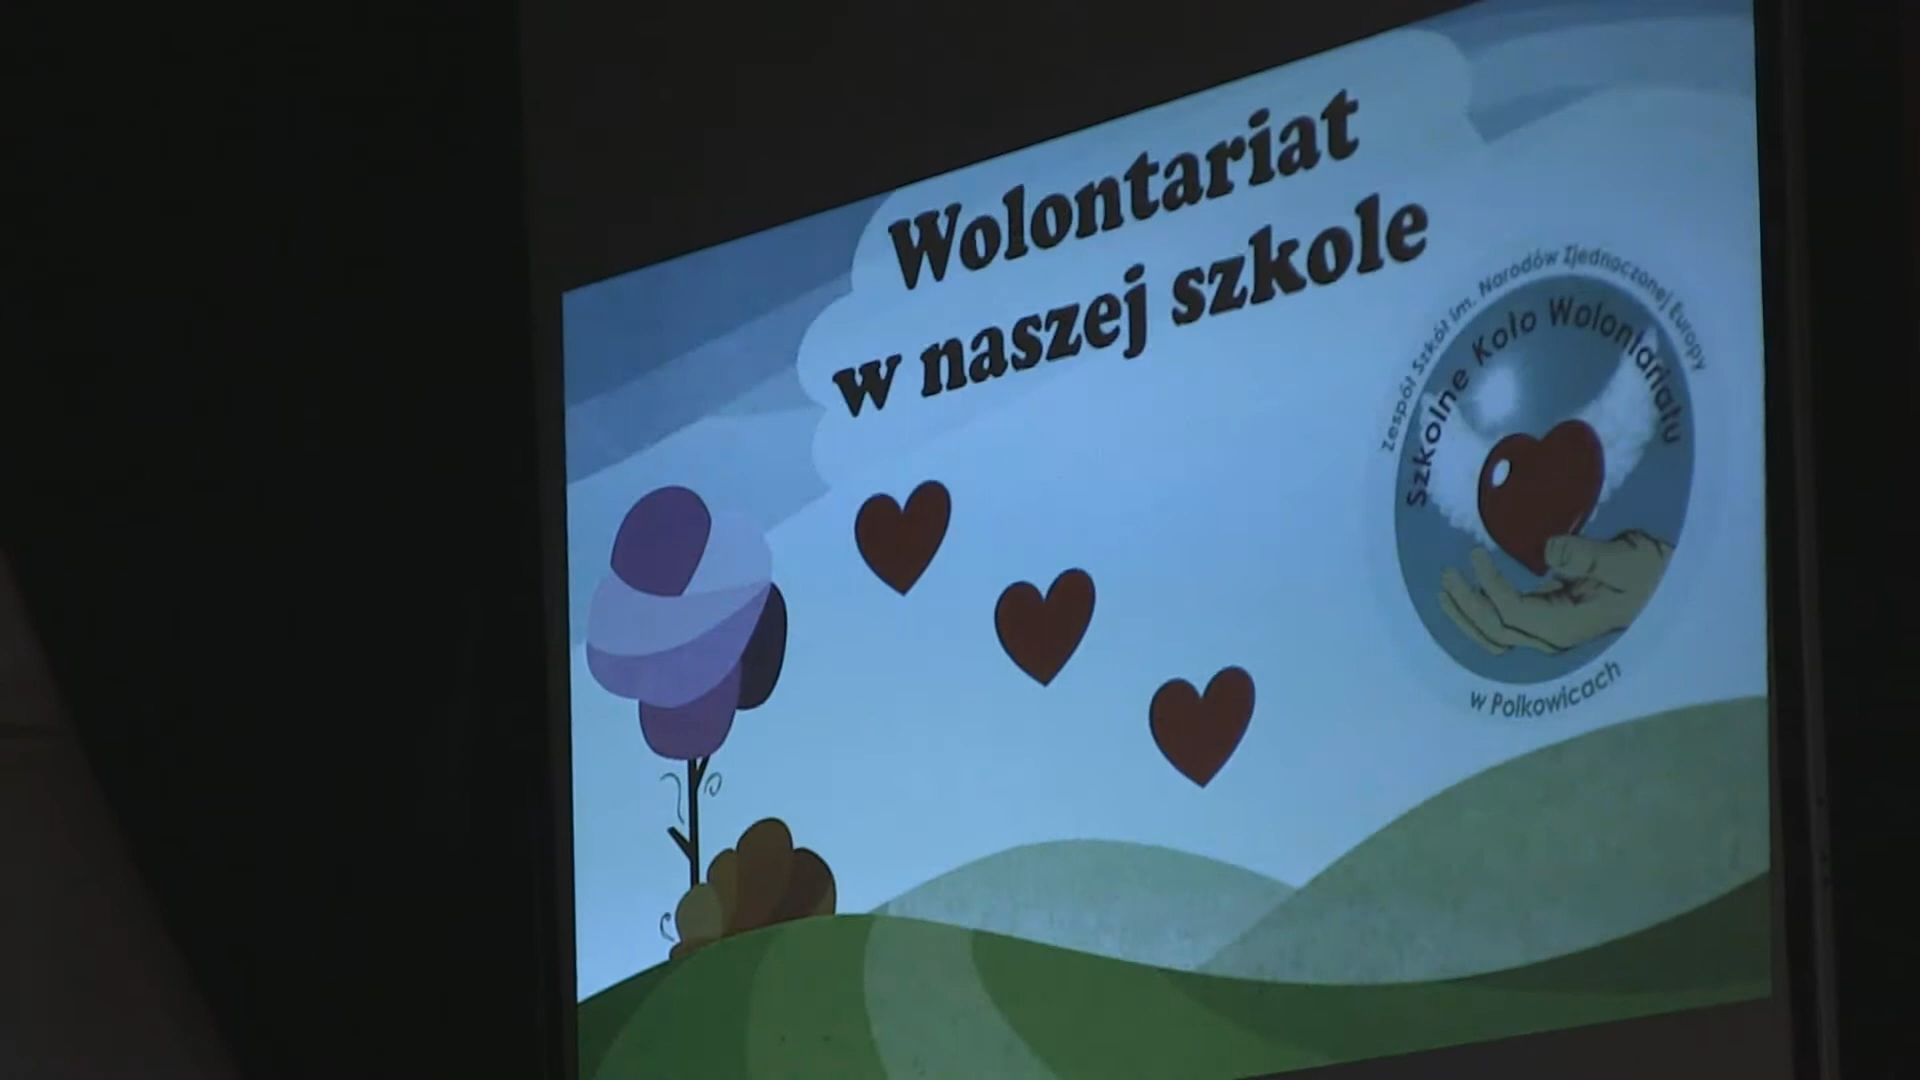 Wolontariat
w naszej szkole
Zespół Szkół im. Narodów Zjednoczonej Europy
Szkolne Koło Wolontariatu
w Polkowicach